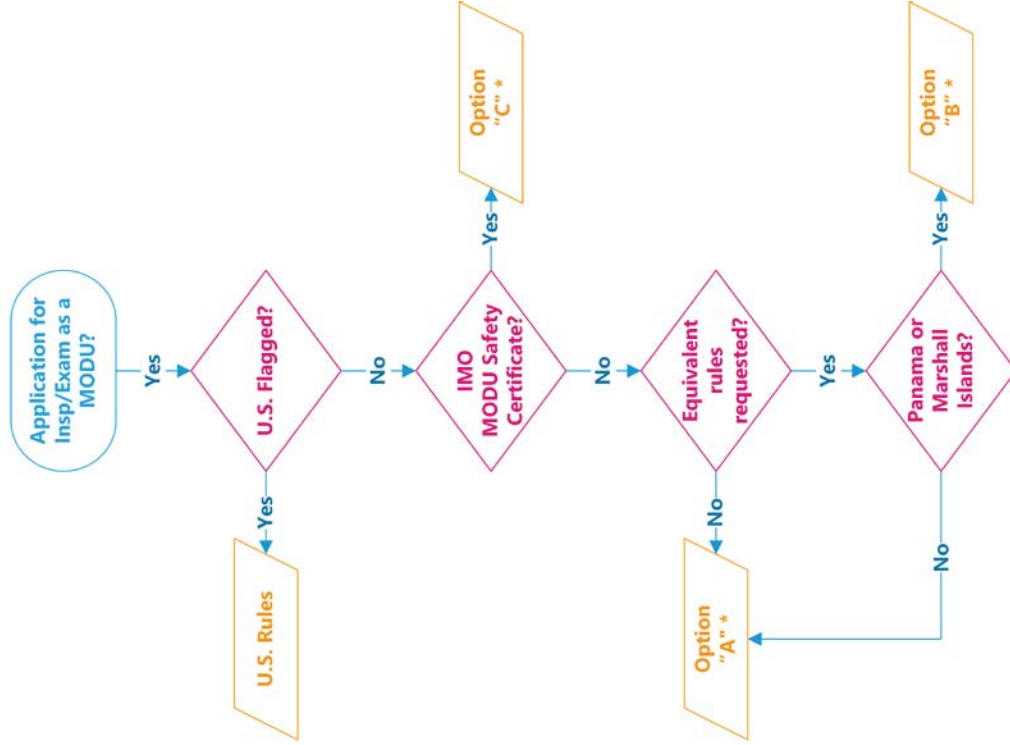 Application for
Insp/Exam as a
MODU?
Yes
U.S. Flagged?
Yes
U.S. Rules
No
IMO
MODU Safety
Certificate?
Yes
Option
“C" *
No
Equivalent
rules
requested?
No
Option
“A" *
Yes
Panama or
Marshall
Islands?
Yes
Option
“B" *
No